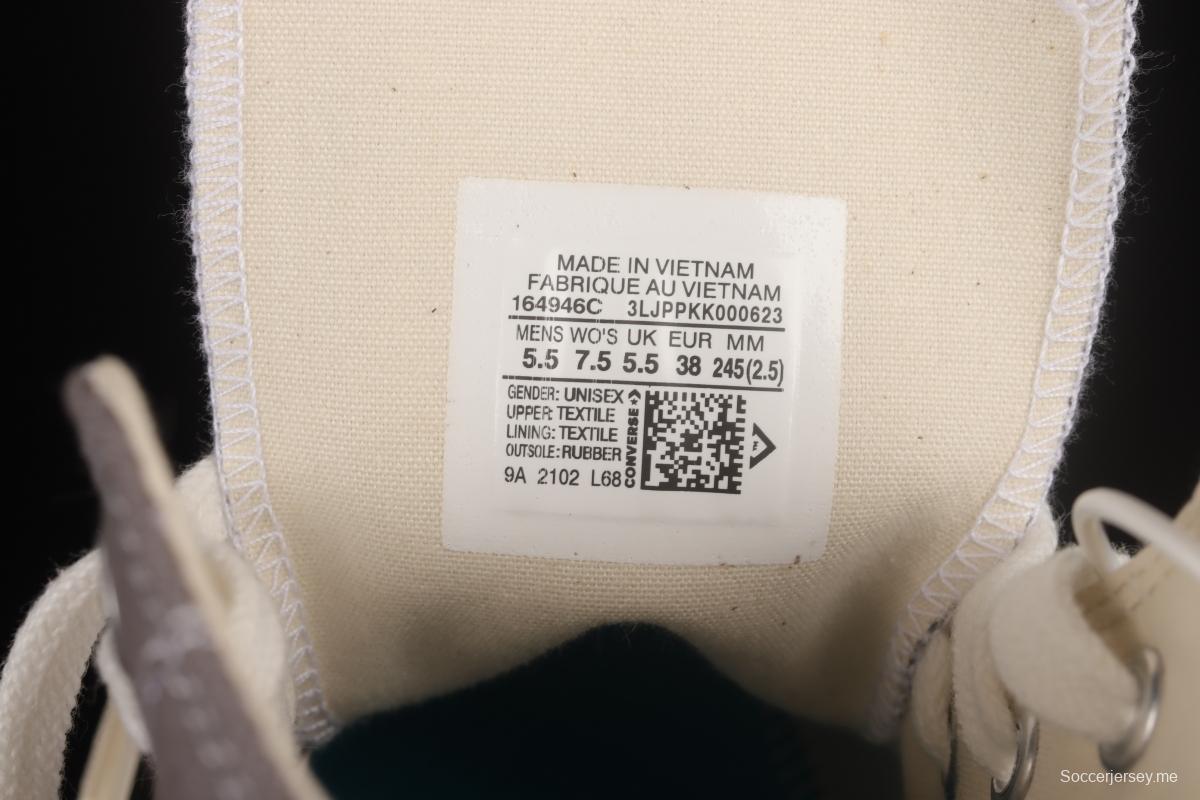 MADE IN VIETNAM
FABRIQUE AU VIETNAM
164946C 3LJPPKK000623
MENS WO'S UK EUR MM
5.5 7.5 5.5 38 245(2.5)
GENDER: UNISEX
UPPER: TEXTILE
LINING: TEXTILE
OUTSOLE: RUBBER
9A 2102 L68
CONVERSE
Soccerjersey.me